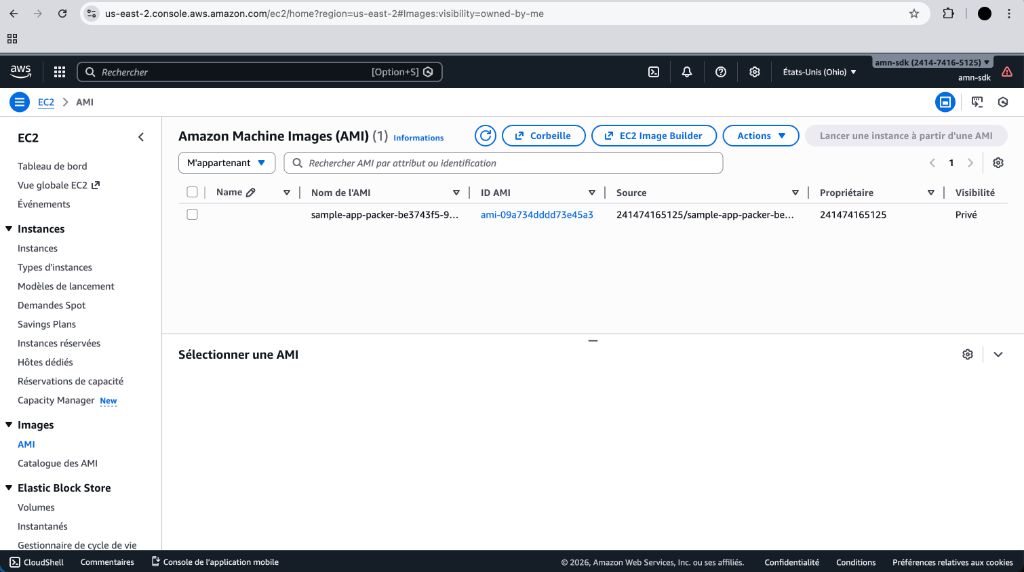 us-east-2.console.aws.amazon.com/ec2/home?region=us-east-2#Images:visibility=owned-by-me
aws
Rechercher
[Option+S]
États-Unis (Ohio)
amn-sdk (2414-7416-5125)
amn-sdk
EC2
AMI
EC2
Tableau de bord
Vue globale EC2
Événements
Instances
Instances
Types d'instances
Modèles de lancement
Demandes Spot
Savings Plans
Instances réservées
Hôtes dédiés
Réservations de capacité
Capacity Manager New
Images
AMI
Catalogue des AMI
Elastic Block Store
Volumes
Instantanés
Gestionnaire de cycle de vie
Amazon Machine Images (AMI) (1) Informations
Corbeille
EC2 Image Builder
Actions
Lancer une instance à partir d'une AMI
M'appartenant
Rechercher AMI par attribut ou identification
1
Name Nom de l'AMI ID AMI Source Propriétaire Visibilité
sample-app-packer-be3743f5-9... ami-09a734dddd73e45a3 241474165125/sample-app-packer-be... 241474165125 Privé
Sélectionner une AMI
CloudShell Commentaires Console de l'application mobile © 2026, Amazon Web Services, Inc. ou ses affiliés. Confidentialité Conditions Préférences relatives aux cookies